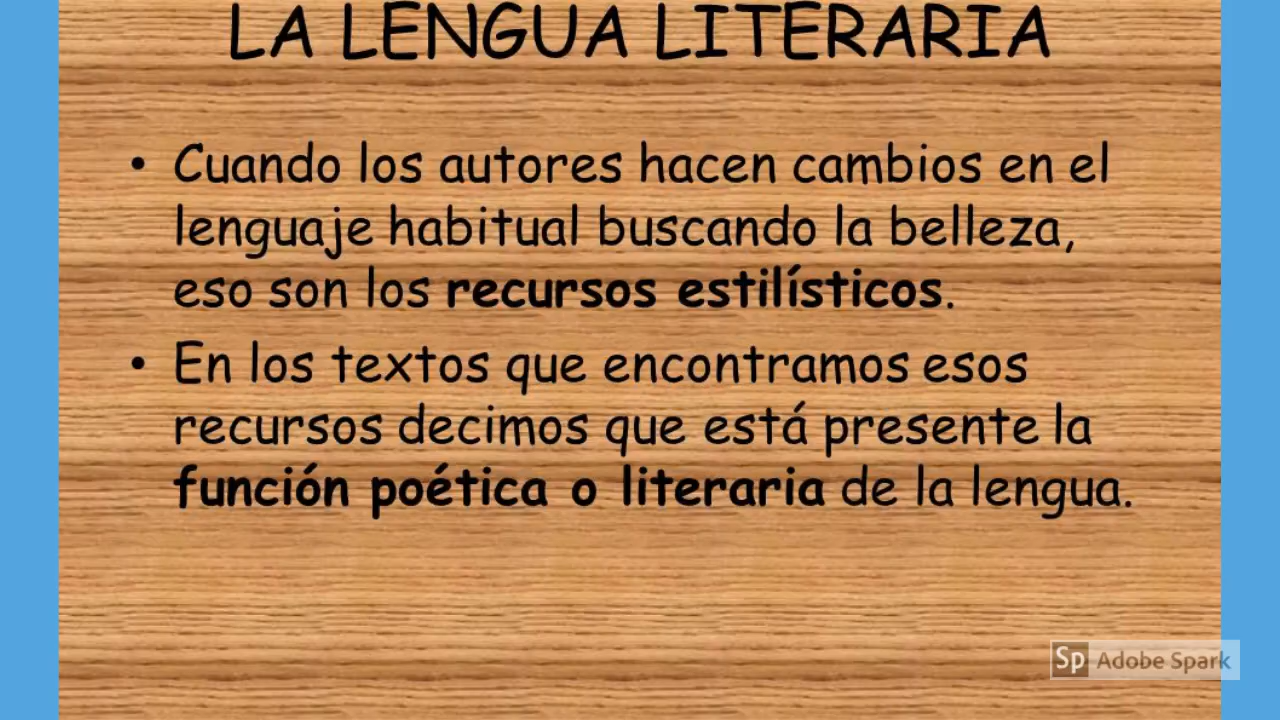 LA LENGUA LITERARIA
• Cuando los autores hacen cambios en el
lenguaje habitual buscando la belleza,
eso son los recursos estilísticos.
• En los textos que encontramos esos
recursos decimos que está presente la
función poética o literaria de la lengua.
Sp Adobe Spark